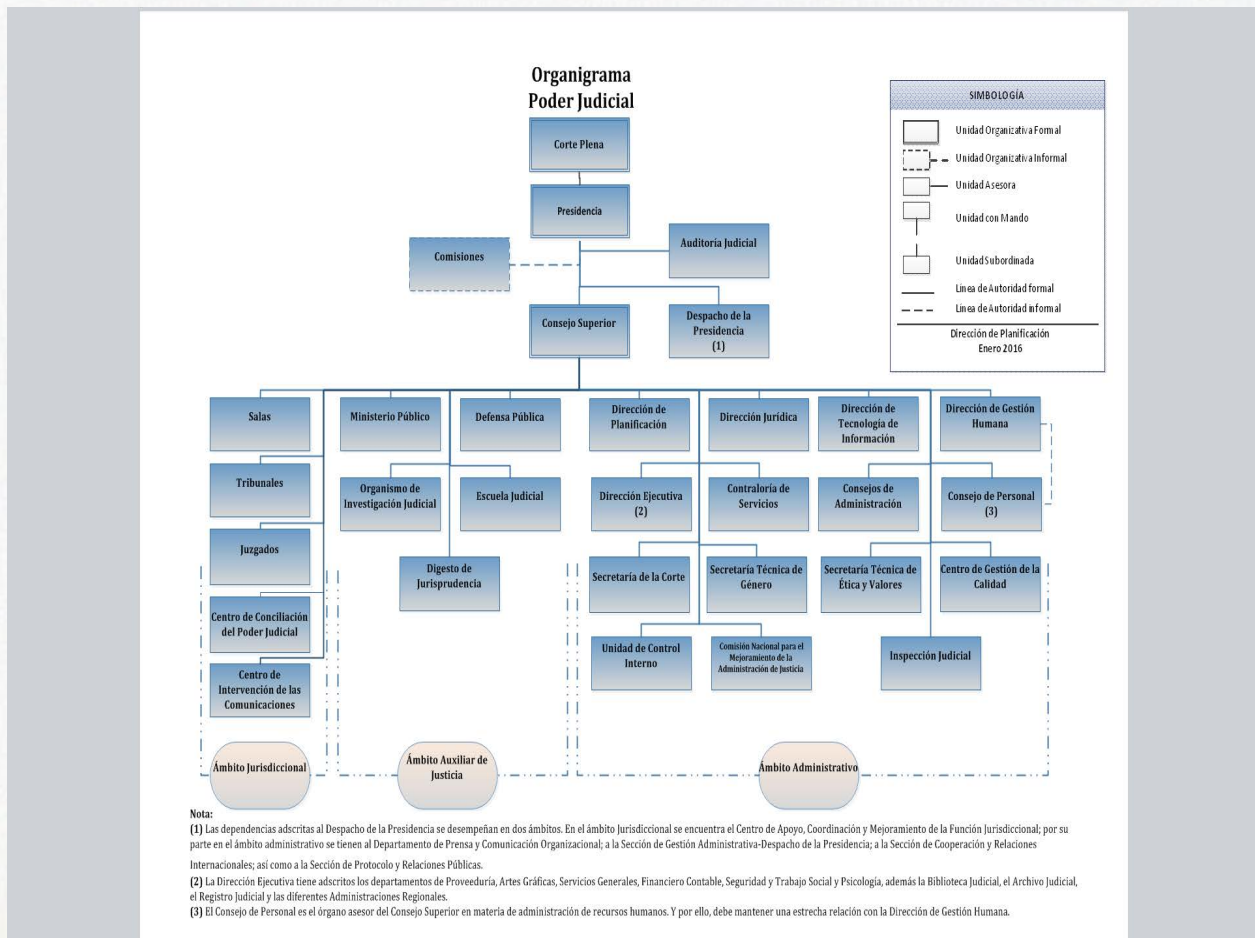 Organigrama
Poder Judicial
SIMBOLOGÍA
Unidad Organizativa Formal
Unidad Organizativa Informal
Unidad Asesora
Unidad con Mando
Unidad Subordinada
Linea de Autoridad formal
Linea de Autoridad informal
Dirección de Planificación
Enero 2016
Corte Plena
Presidencia
Comisiones
Auditoría Judicial
Consejo Superior
Despacho de la
Presidencia
(1)
Salas
Ministerio Público
Defensa Pública
Dirección de
Planificación
Dirección Jurídica
Dirección de
Tecnología de
Información
Dirección de Gestión
Humana
Tribunales
Organismo de
Investigación Judicial
Escuela Judicial
Dirección Ejecutiva
(2)
Contraloría de
Servicios
Consejos de
Administración
Consejo de Personal
(3)
Juzgados
Digesto de
Jurisprudencia
Secretaría de la Corte
Secretaría Técnica de
Género
Secretaría Técnica de
Ética y Valores
Centro de Gestión de la
Calidad
Centro de Conciliación
del Poder Judicial
Unidad de Control
Interno
Comisión Nacional para el
Mejoramiento de la
Administración de Justicia
Inspección Judicial
Centro de
Intervención de las
Comunicaciones
Ámbito Jurisdiccional
Ámbito Auxiliar de
Justicia
Ámbito Administrativo
Nota:
(1) Las dependencias adscritas al Despacho de la Presidencia se desempeñan en dos ámbitos. En el ámbito Jurisdiccional se encuentra el Centro de Apoyo, Coordinación y Mejoramiento de la Función Jurisdiccional; por su
parte en el ámbito administrativo se tienen al Departamento de Prensa y Comunicación Organizacional; a la Sección de Gestión Administrativa-Despacho de la Presidencia; a la Sección de Cooperación y Relaciones
Internacionales; así como a la Sección de Protocolo y Relaciones Públicas.
(2) La Dirección Ejecutiva tiene adscritos los departamentos de Proveeduría, Artes Gráficas, Servicios Generales, Financiero Contable, Seguridad y Trabajo Social y Psicología, además la Biblioteca Judicial, el Archivo Judicial,
el Registro Judicial y las diferentes Administraciones Regionales.
(3) El Consejo de Personal es el órgano asesor del Consejo Superior en materia de administración de recursos humanos. Y por ello, debe mantener una estrecha relación con la Dirección de Gestión Humana.